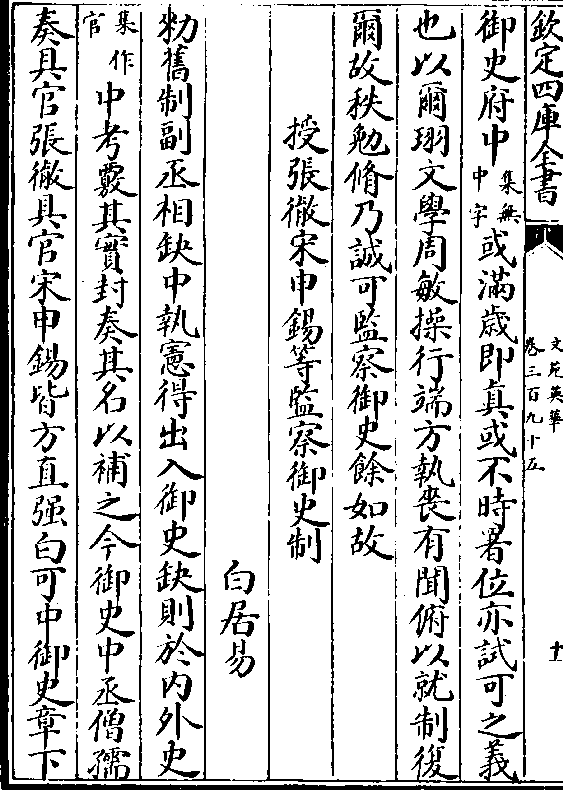 欽定四庫全書
文苑英華
卷三百九十五
十
御史府中集無中字或滿歲即真或不時署位亦試可之義
也以爾珝文學周敏操行端方執喪有聞俯以就制復
爾故秩勉脩乃誠可監察御史餘如故
授張徹宋申錫等監察御史制
白居易
勑舊制副丞相缺中執憲得出入御史缺則於內外史
集作官中考覈其實封奏其名以補之今御史中丞僧孺
奏具官張徹具官宋申錫皆方直强白可中御史章下